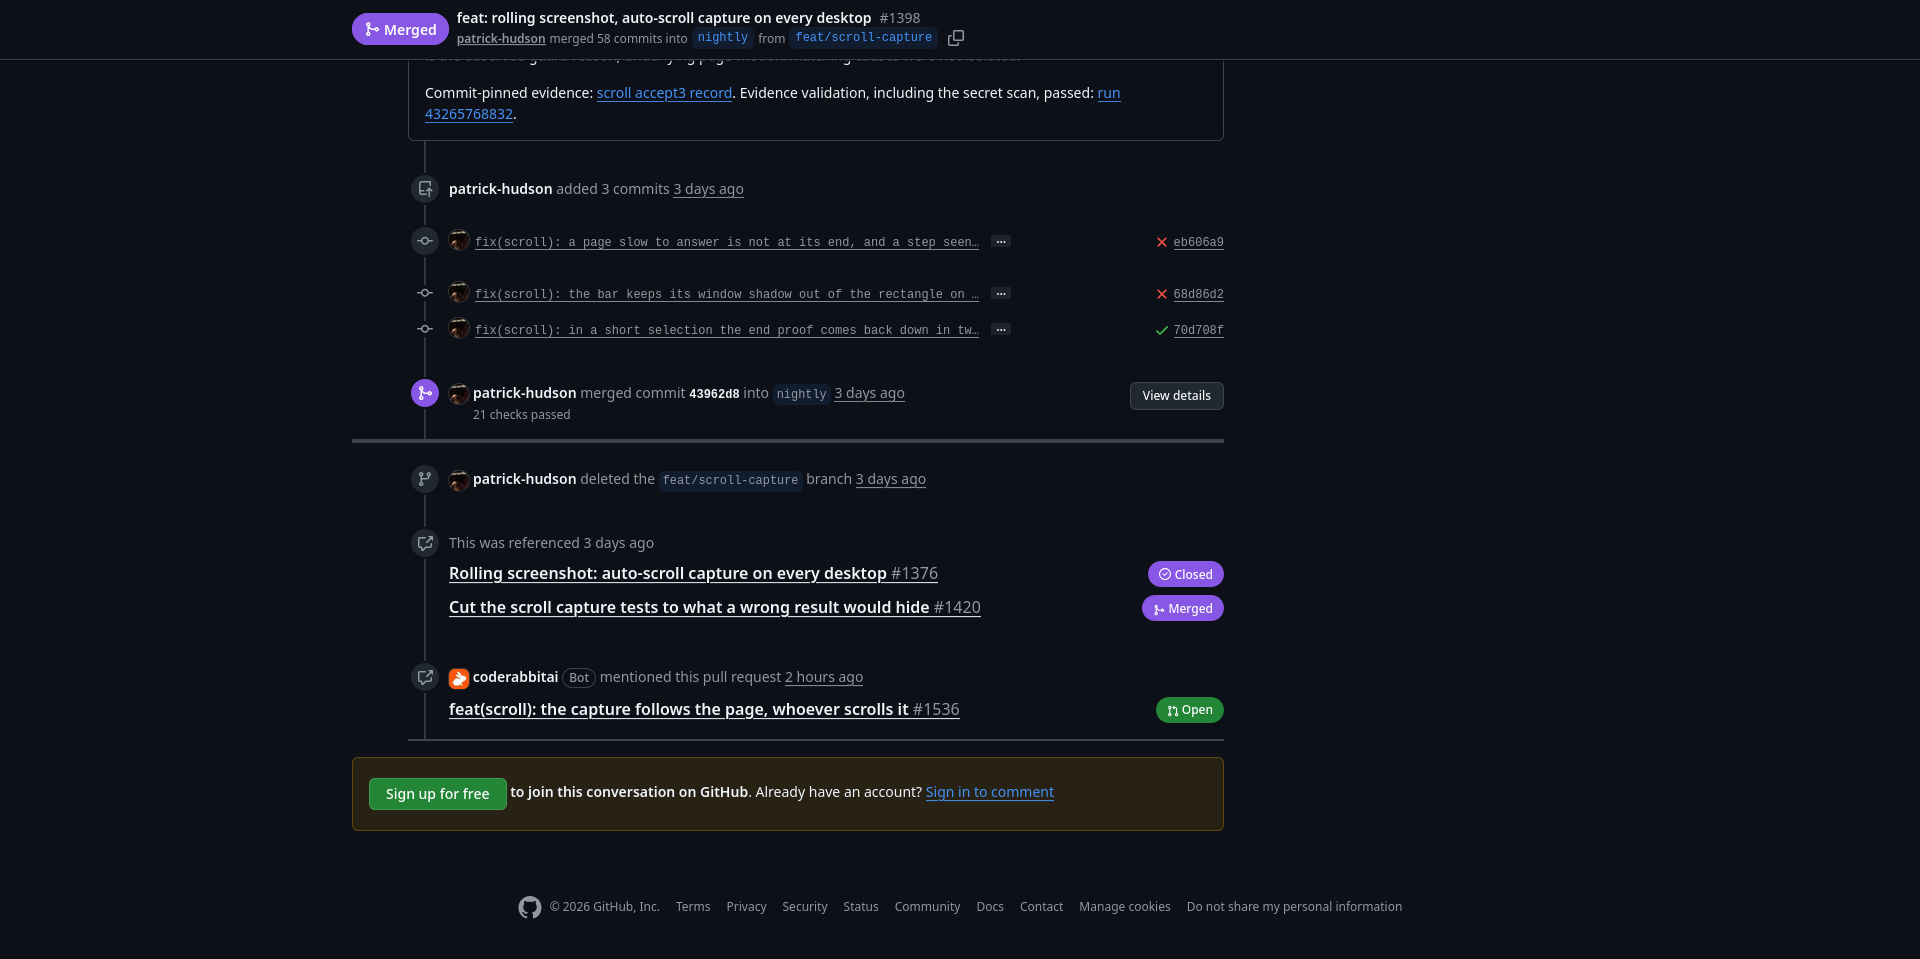 Merged
feat: rolling screenshot, auto-scroll capture on every desktop #1398
patrick-hudson merged 58 commits into nightly from feat/scroll-capture
Commit-pinned evidence: scroll accept3 record. Evidence validation, including the secret scan, passed: run
43265768832.
patrick-hudson added 3 commits 3 days ago
fix(scroll): a page slow to answer is not at its end, and a step seen… ... eb606a9
fix(scroll): the bar keeps its window shadow out of the rectangle on … ... 68d86d2
fix(scroll): in a short selection the end proof comes back down in tw… ... 70d708f
patrick-hudson merged commit 43962d8 into nightly 3 days ago
View details
21 checks passed
patrick-hudson deleted the feat/scroll-capture branch 3 days ago
This was referenced 3 days ago
Rolling screenshot: auto-scroll capture on every desktop #1376 Closed
Cut the scroll capture tests to what a wrong result would hide #1420 Merged
coderabbitai Bot mentioned this pull request 2 hours ago
feat(scroll): the capture follows the page, whoever scrolls it #1536 Open
Sign up for free to join this conversation on GitHub. Already have an account? Sign in to comment
© 2026 GitHub, Inc. Terms Privacy Security Status Community Docs Contact Manage cookies Do not share my personal information